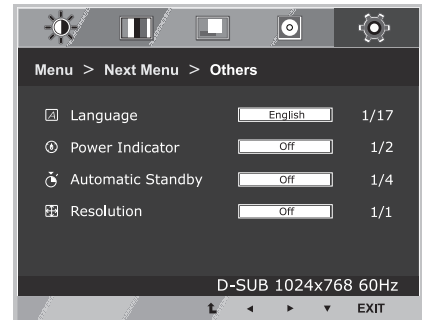 Menu > Next Menu > Others
Language English 1/17
Power Indicator Off 1/2
Automatic Standby Off 1/4
Resolution Off 1/1
D-SUB 1024x768 60Hz
EXIT